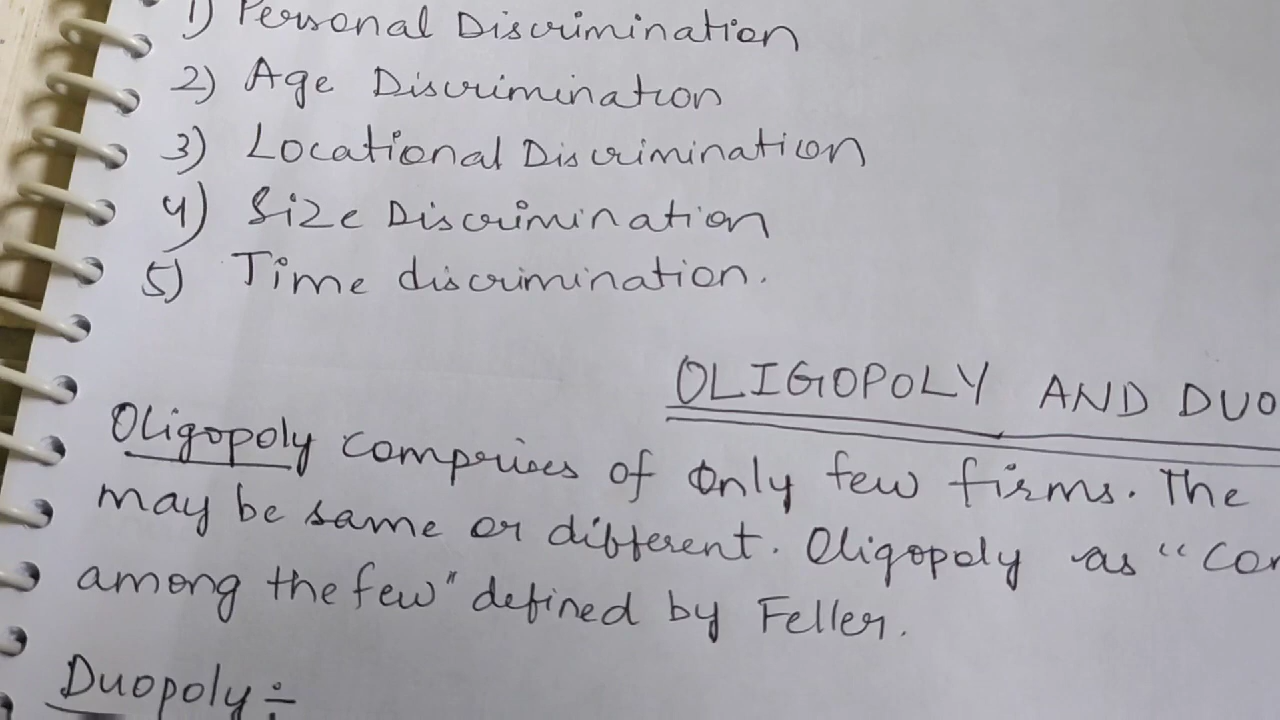 1) Personal Discrimination
2) Age Discrimination
3) Locational Discrimination
4) Size Discrimination
5) Time discrimination.
OLIGOPOLY AND DUO
Oligopoly comprises of Only few firms. The
may be same or different. Oligopoly as "Con
among the few" defined by Feller.
Duopoly ÷